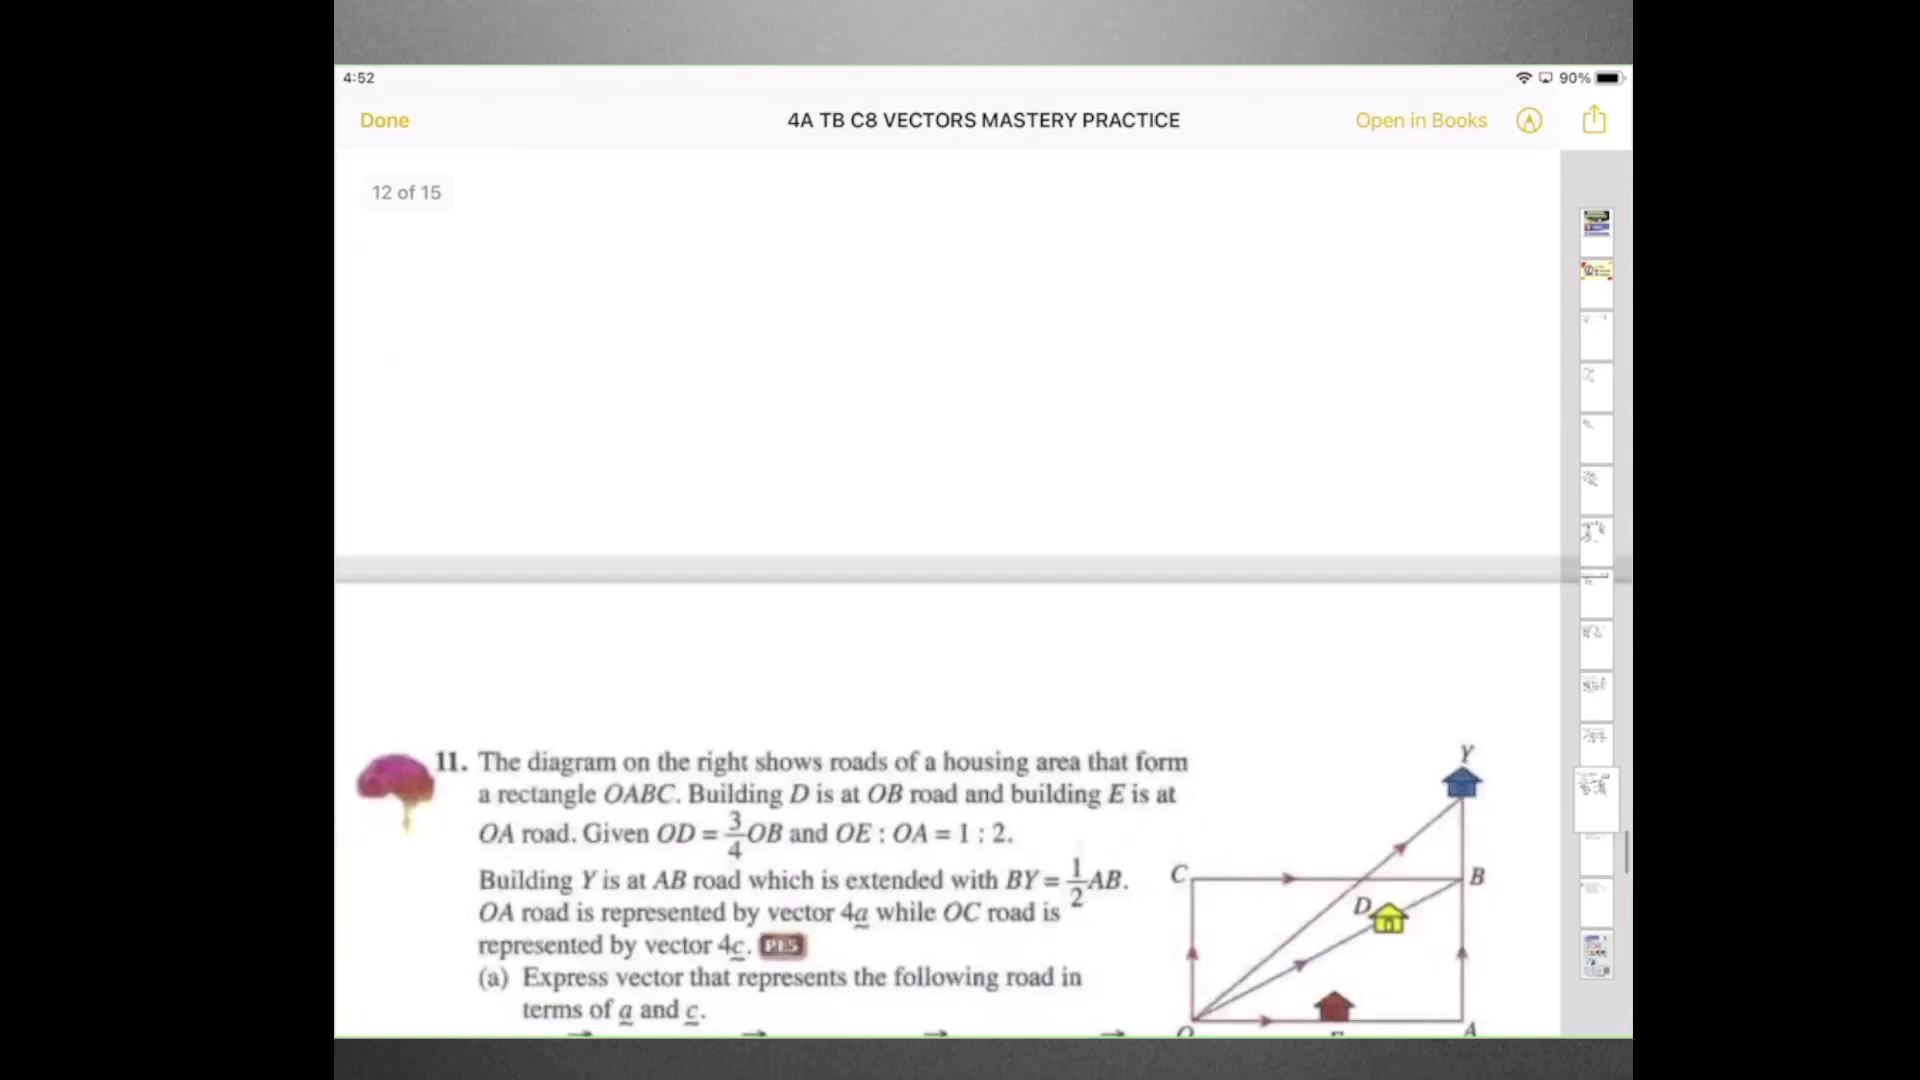 4:52
90%
Done
4A TB C8 VECTORS MASTERY PRACTICE
Open in Books
12 of 15
11. The diagram on the right shows roads of a housing area that form
a rectangle OABC. Building D is at OB road and building E is at
OA road. Given OD = 3/4 OB and OE : OA = 1 : 2.
Building Y is at AB road which is extended with BY = 1/2 AB.
OA road is represented by vector 4a while OC road is
represented by vector 4c. PL5
(a) Express vector that represents the following road in
terms of a and c.
Y
C
B
D
O
A